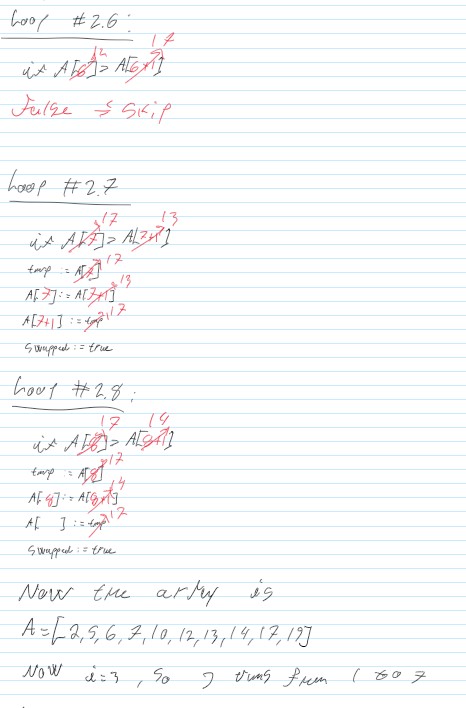 Loop #2.6:
12 17
if A[6] > A[6+1]
False => Skip
Loop #2.7
17 13
if A[7] > A[7+1]
tmp := A[7] 17
A[7] := A[7+1] 13
A[7+1] := tmp 17
swapped := true
Loop #2.8:
17 14
if A[8] > A[8+1]
tmp := A[8] 17
A[8] := A[8+1] 14
A[ ] := tmp 17
swapped := true
Now the array is
A=[2,5,6,7,10,12,13,14,17,19]
Now i=3, so J runs from 1 to 7